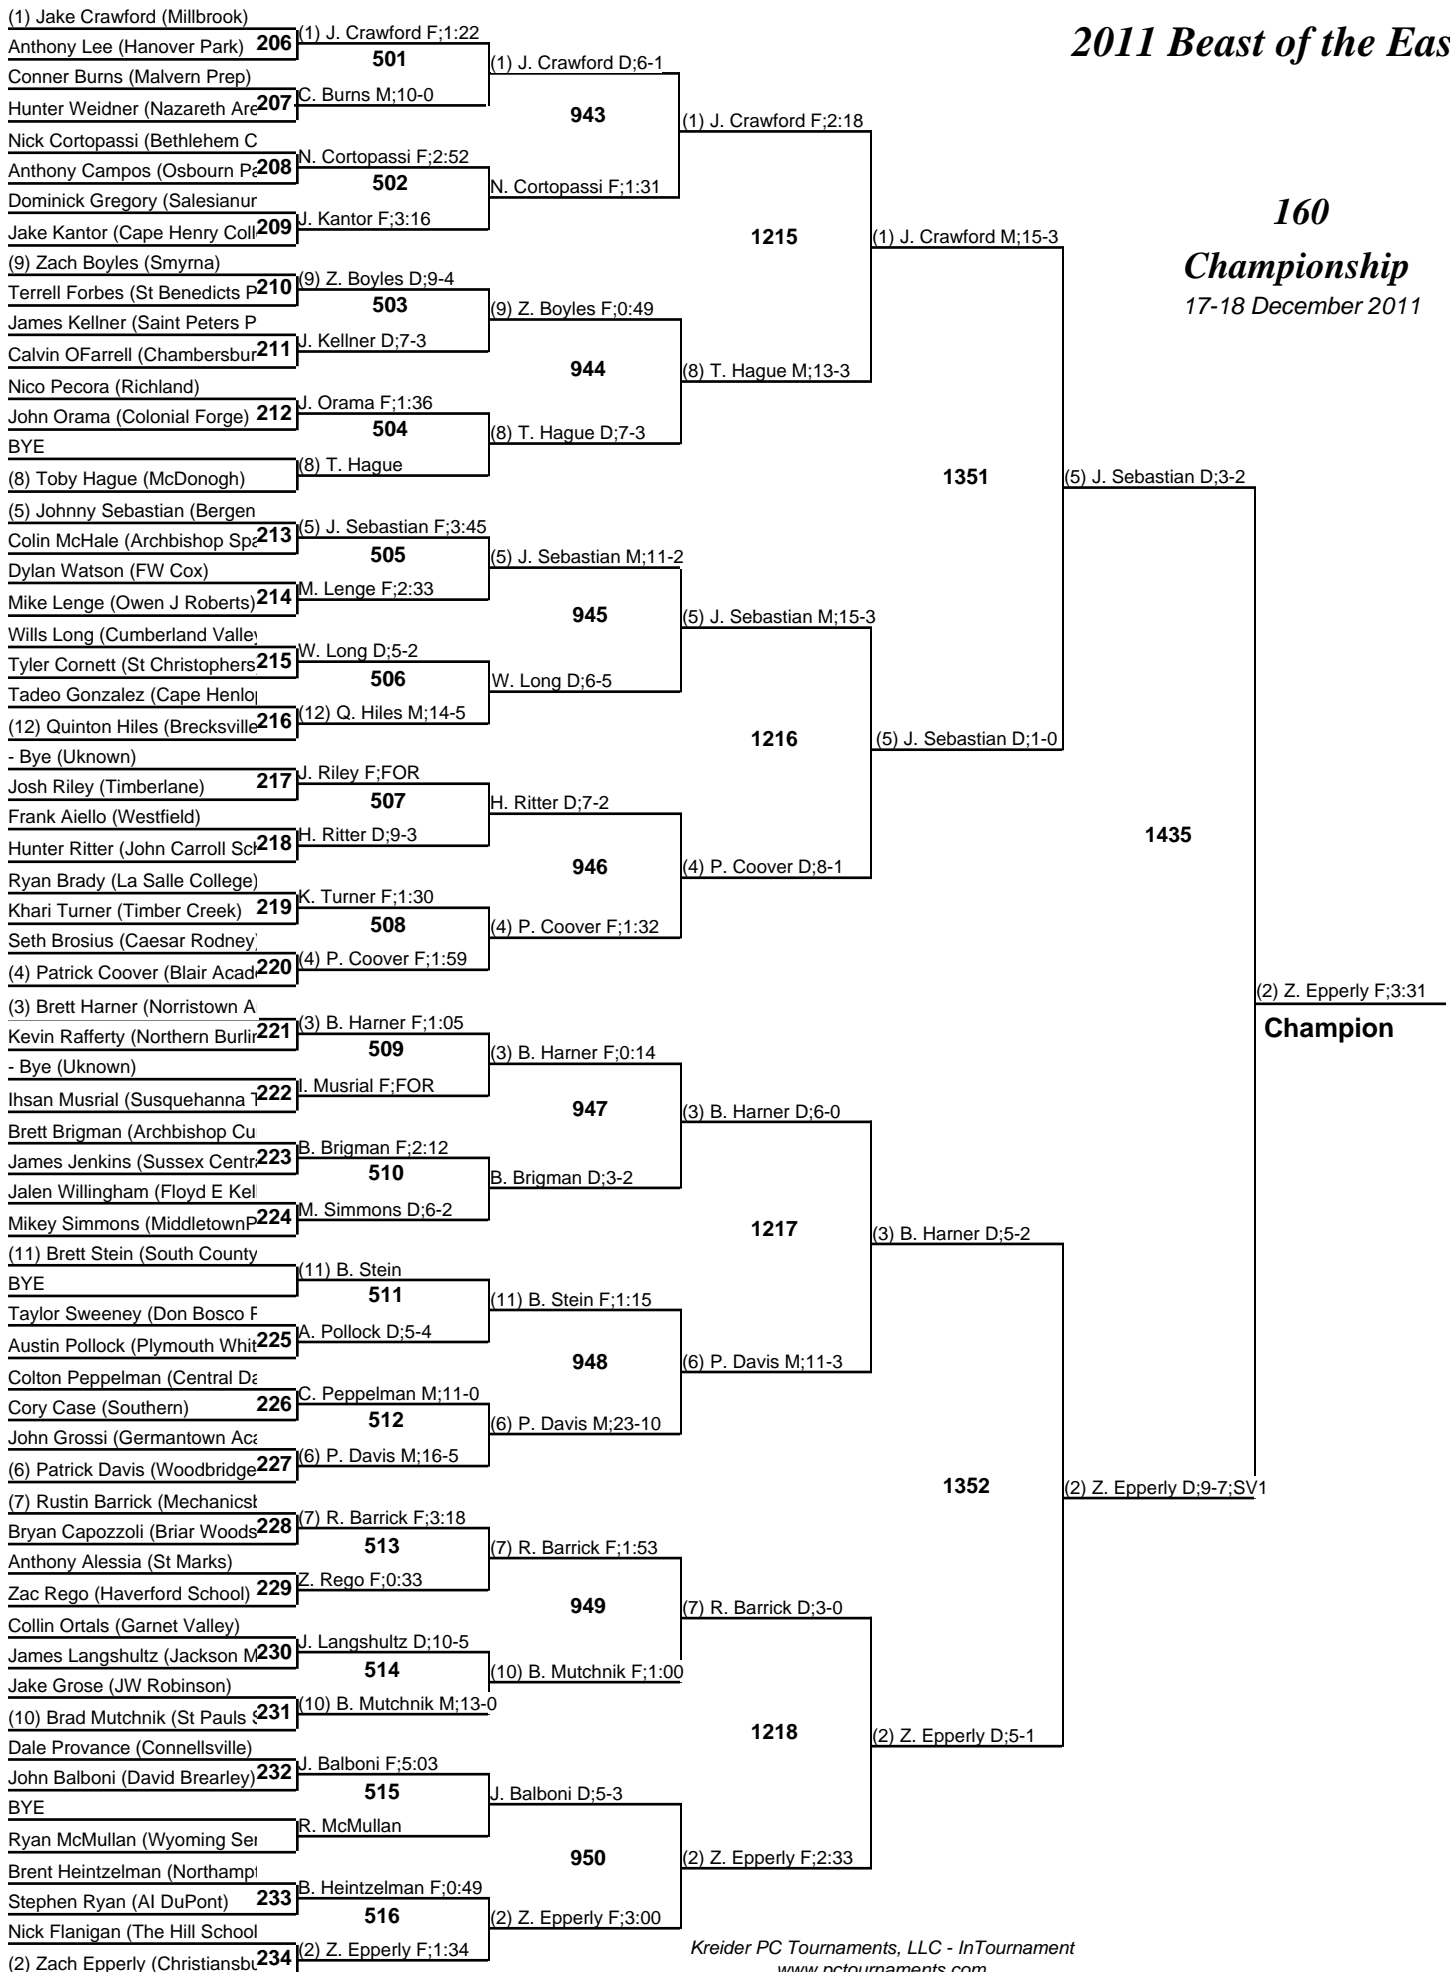 2011 Beast of the Eas
160
Championship
17-18 December 2011
(1) Jake Crawford (Millbrook)
Anthony Lee (Hanover Park) 206
Conner Burns (Malvern Prep)
Hunter Weidner (Nazareth Are 207
Nick Cortopassi (Bethlehem C
Anthony Campos (Osbourn Pa 208
Dominick Gregory (Salesianum
Jake Kantor (Cape Henry Coll 209
(9) Zach Boyles (Smyrna)
Terrell Forbes (St Benedicts P 210
James Kellner (Saint Peters P
Calvin OFarrell (Chambersbur 211
Nico Pecora (Richland)
John Orama (Colonial Forge) 212
BYE
(8) Toby Hague (McDonogh)
(5) Johnny Sebastian (Bergen
Colin McHale (Archbishop Spa 213
Dylan Watson (FW Cox)
Mike Lenge (Owen J Roberts) 214
Wills Long (Cumberland Valley
Tyler Cornett (St Christophers 215
Tadeo Gonzalez (Cape Henlop
(12) Quinton Hiles (Brecksville 216
- Bye (Uknown)
Josh Riley (Timberlane) 217
Frank Aiello (Westfield)
Hunter Ritter (John Carroll Sch 218
Ryan Brady (La Salle College)
Khari Turner (Timber Creek) 219
Seth Brosius (Caesar Rodney)
(4) Patrick Coover (Blair Acade 220
(3) Brett Harner (Norristown A
Kevin Rafferty (Northern Burlin 221
- Bye (Uknown)
Ihsan Musrial (Susquehanna T 222
Brett Brigman (Archbishop Cu
James Jenkins (Sussex Centra 223
Jalen Willingham (Floyd E Kel
Mikey Simmons (MiddletownP 224
(11) Brett Stein (South County
BYE
Taylor Sweeney (Don Bosco P
Austin Pollock (Plymouth Whit 225
Colton Peppelman (Central Da
Cory Case (Southern) 226
John Grossi (Germantown Aca
(6) Patrick Davis (Woodbridge 227
(7) Rustin Barrick (Mechanicsb
Bryan Capozzoli (Briar Woods 228
Anthony Alessia (St Marks)
Zac Rego (Haverford School) 229
Collin Ortals (Garnet Valley)
James Langshultz (Jackson M 230
Jake Grose (JW Robinson)
(10) Brad Mutchnik (St Pauls S 231
Dale Provance (Connellsville)
John Balboni (David Brearley) 232
BYE
Ryan McMullan (Wyoming Sem
Brent Heintzelman (Northampt
Stephen Ryan (AI DuPont) 233
Nick Flanigan (The Hill School
(2) Zach Epperly (Christiansbu 234
(1) J. Crawford F;1:22
501
C. Burns M;10-0
N. Cortopassi F;2:52
502
J. Kantor F;3:16
(9) Z. Boyles D;9-4
503
J. Kellner D;7-3
J. Orama F;1:36
504
(8) T. Hague
(5) J. Sebastian F;3:45
505
M. Lenge F;2:33
W. Long D;5-2
506
(12) Q. Hiles M;14-5
J. Riley F;FOR
507
H. Ritter D;9-3
K. Turner F;1:30
508
(4) P. Coover F;1:59
(3) B. Harner F;1:05
509
I. Musrial F;FOR
B. Brigman F;2:12
510
M. Simmons D;6-2
(11) B. Stein
511
A. Pollock D;5-4
C. Peppelman M;11-0
512
(6) P. Davis M;16-5
(7) R. Barrick F;3:18
513
Z. Rego F;0:33
J. Langshultz D;10-5
514
(10) B. Mutchnik M;13-0
J. Balboni F;5:03
515
R. McMullan
B. Heintzelman F;0:49
516
(2) Z. Epperly F;1:34
(1) J. Crawford D;6-1
943
N. Cortopassi F;1:31
(9) Z. Boyles F;0:49
944
(8) T. Hague D;7-3
(5) J. Sebastian M;11-2
945
W. Long D;6-5
H. Ritter D;7-2
946
(4) P. Coover F;1:32
(3) B. Harner F;0:14
947
B. Brigman D;3-2
(11) B. Stein F;1:15
948
(6) P. Davis M;23-10
(7) R. Barrick F;1:53
949
(10) B. Mutchnik F;1:00
J. Balboni D;5-3
950
(2) Z. Epperly F;3:00
(1) J. Crawford F;2:18
1215
(8) T. Hague M;13-3
(5) J. Sebastian M;15-3
1216
(4) P. Coover D;8-1
(3) B. Harner D;6-0
1217
(6) P. Davis M;11-3
(7) R. Barrick D;3-0
1218
(2) Z. Epperly F;2:33
(1) J. Crawford M;15-3
1351
(5) J. Sebastian D;1-0
(3) B. Harner D;5-2
1352
(2) Z. Epperly D;5-1
(5) J. Sebastian D;3-2
1435
(2) Z. Epperly D;9-7;SV1
(2) Z. Epperly F;3:31
Champion
Kreider PC Tournaments, LLC - InTournament
www.pctournaments.com